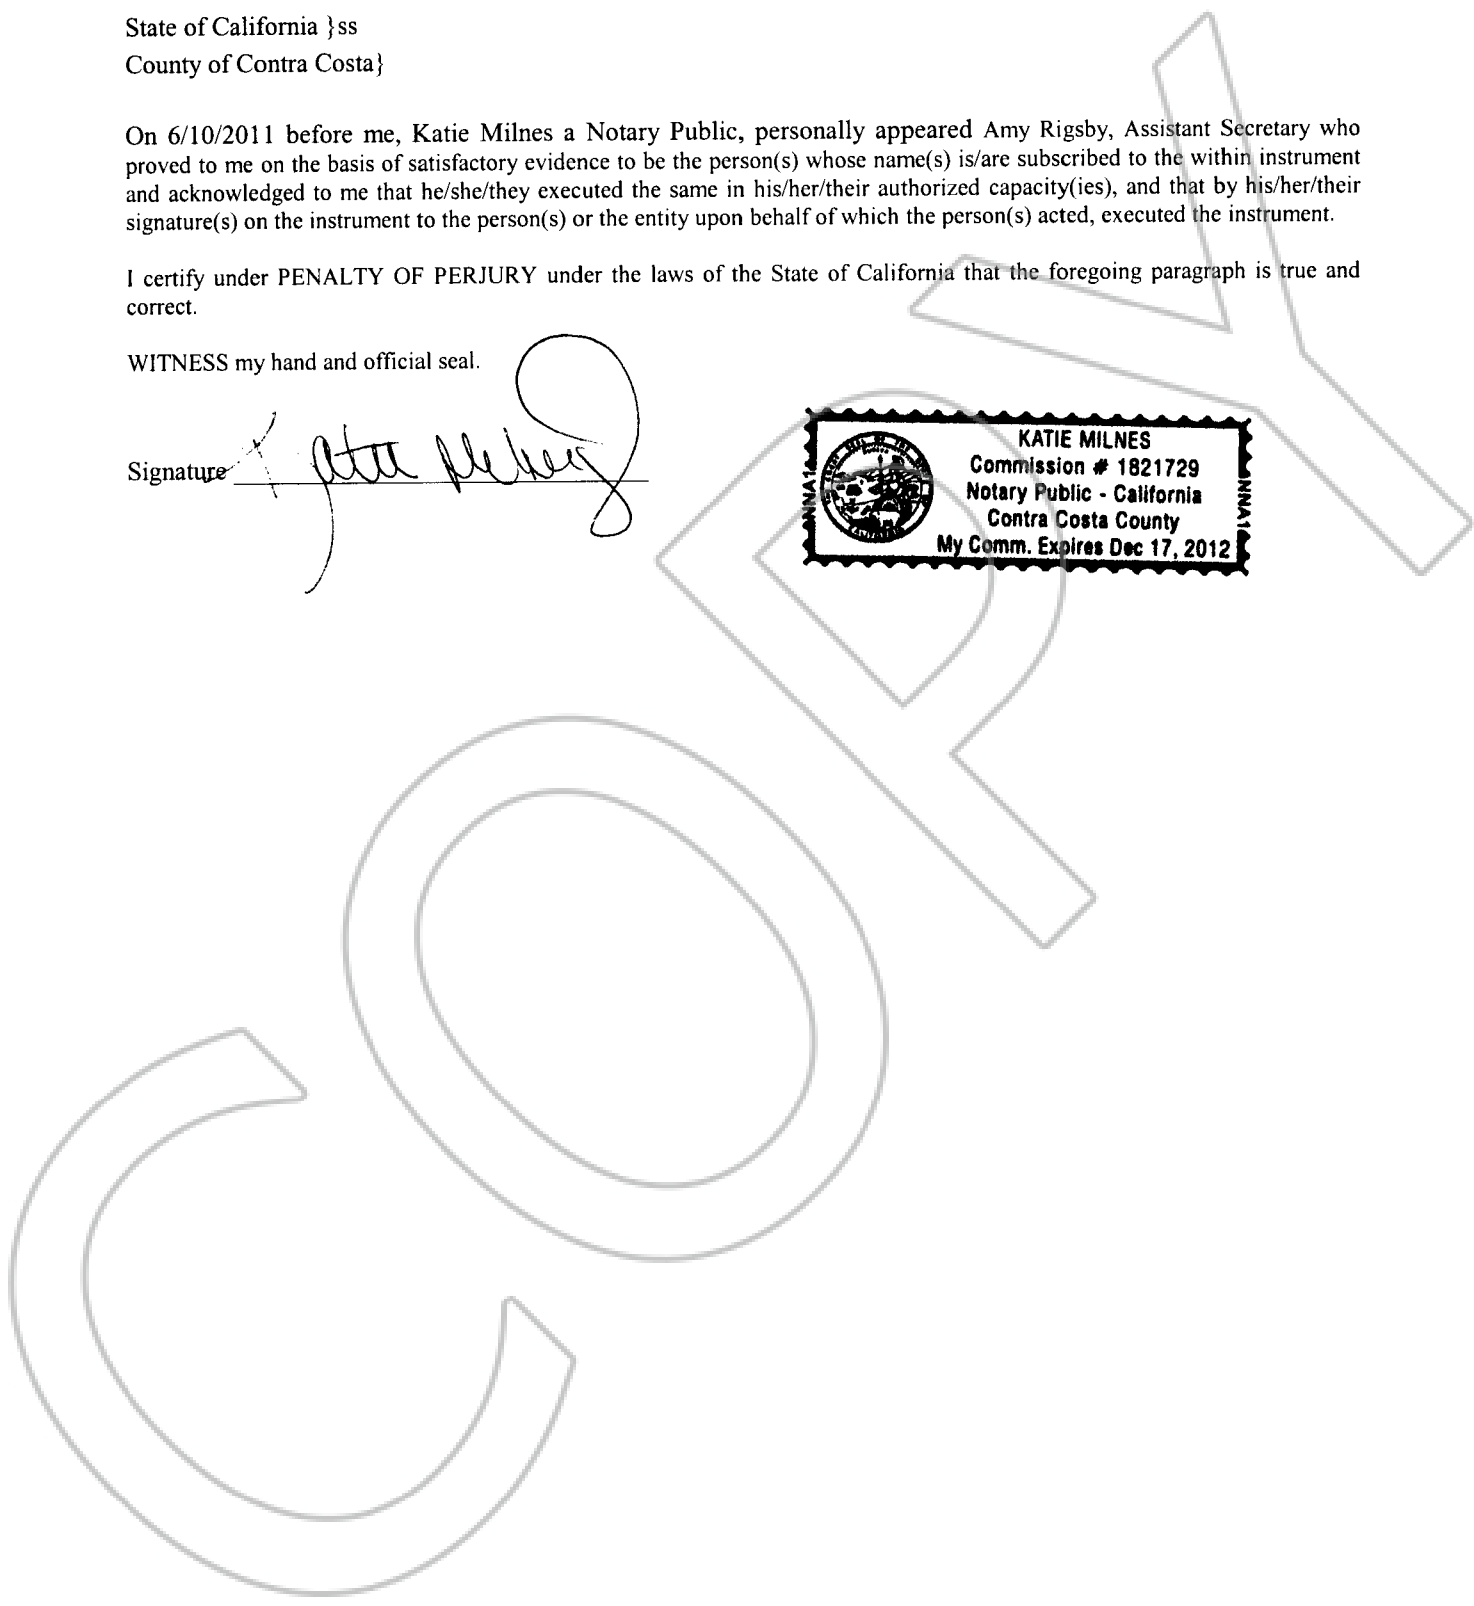 State of California }ss
County of Contra Costa}
On 6/10/2011 before me, Katie Milnes a Notary Public, personally appeared Amy Rigsby, Assistant Secretary who
proved to me on the basis of satisfactory evidence to be the person(s) whose name(s) is/are subscribed to the within instrument
and acknowledged to me that he/she/they executed the same in his/her/their authorized capacity(ies), and that by his/her/their
signature(s) on the instrument to the person(s) or the entity upon behalf of which the person(s) acted, executed the instrument.
I certify under PENALTY OF PERJURY under the laws of the State of California that the foregoing paragraph is true and
correct.
WITNESS my hand and official seal.
Signature
KATIE MILNES
Commission # 1821729
Notary Public - California
Contra Costa County
My Comm. Expires Dec 17, 2012
COPY